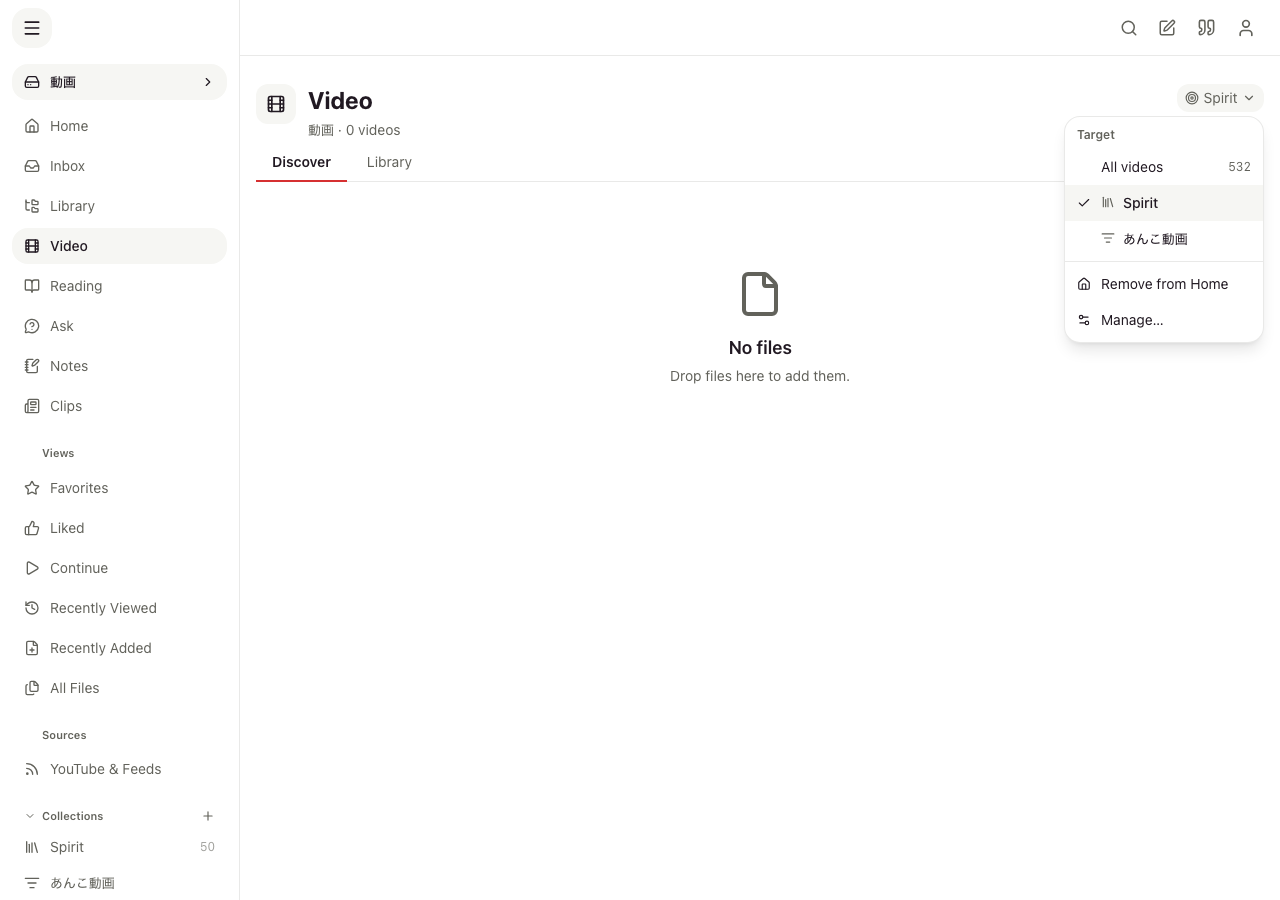 動画
Home
Inbox
Library
Video
Reading
Ask
Notes
Clips
Views
Favorites
Liked
Continue
Recently Viewed
Recently Added
All Files
Sources
YouTube & Feeds
Collections
Spirit 50
あんこ動画
Video
動画 · 0 videos
Spirit
Discover Library
Target
All videos 532
Spirit
あんこ動画
Remove from Home
Manage...
No files
Drop files here to add them.